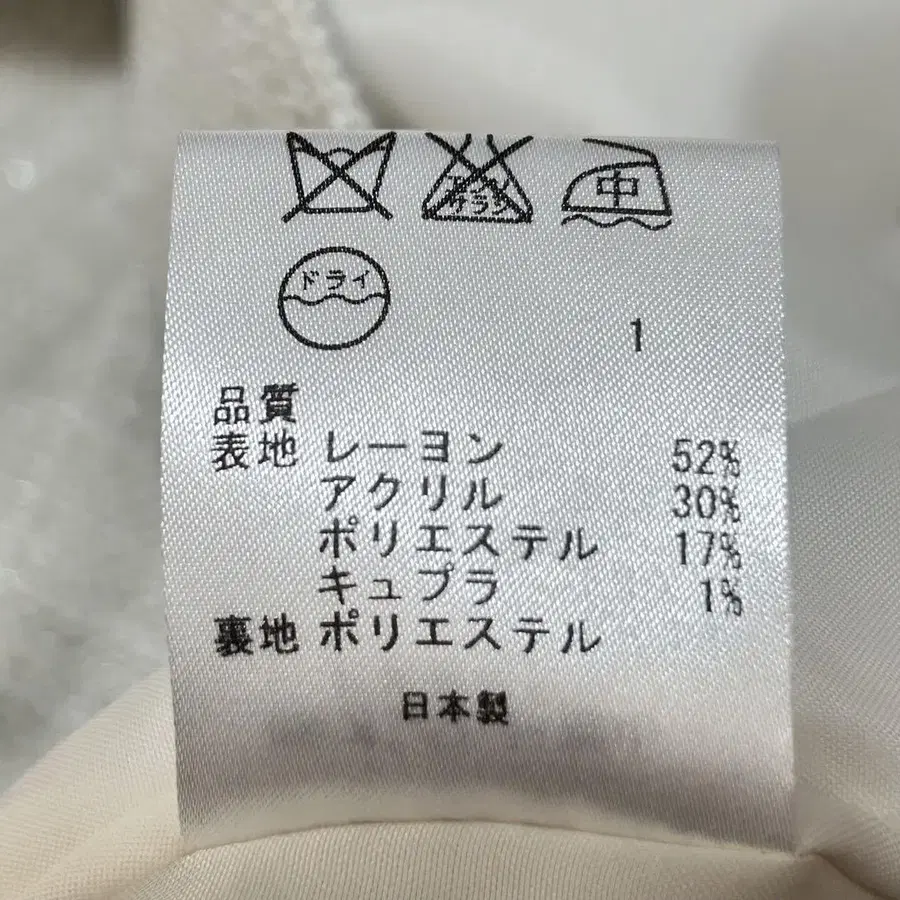 中
ドライ
1
品質
表地 レーヨン 52%
アクリル 30%
ポリエステル 17%
キュプラ 1%
裏地 ポリエステル
日本製